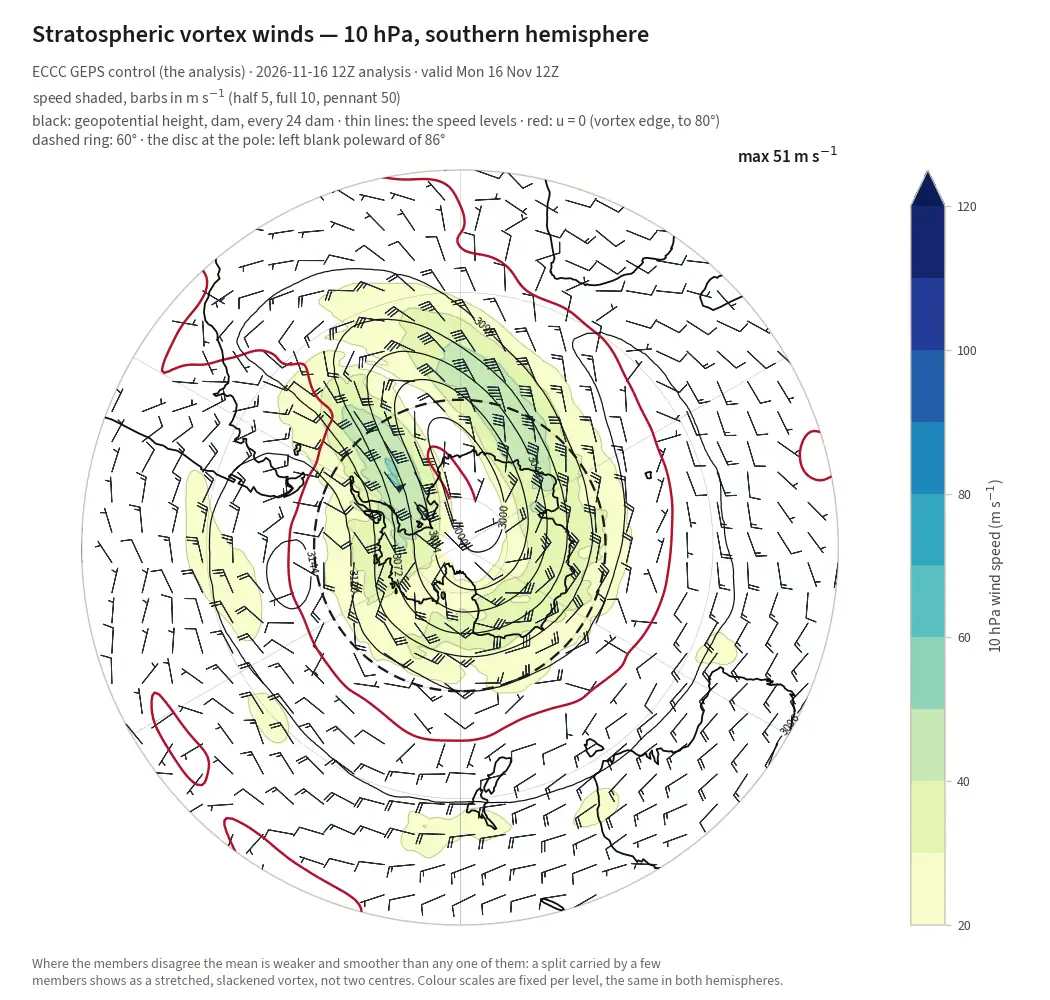 Stratospheric vortex winds — 10 hPa, southern hemisphere
ECCC GEPS control (the analysis) · 2026-11-16 12Z analysis · valid Mon 16 Nov 12Z
speed shaded, barbs in m s⁻¹ (half 5, full 10, pennant 50)
black: geopotential height, dam, every 24 dam · thin lines: the speed levels · red: u = 0 (vortex edge, to 80°)
dashed ring: 60° · the disc at the pole: left blank poleward of 86°
max 51 m s⁻¹
120
100
80
60
40
20
10 hPa wind speed (m s⁻¹)
3000
3072
3144
3096
Where the members disagree the mean is weaker and smoother than any one of them: a split carried by a few
members shows as a stretched, slackened vortex, not two centres. Colour scales are fixed per level, the same in both hemispheres.